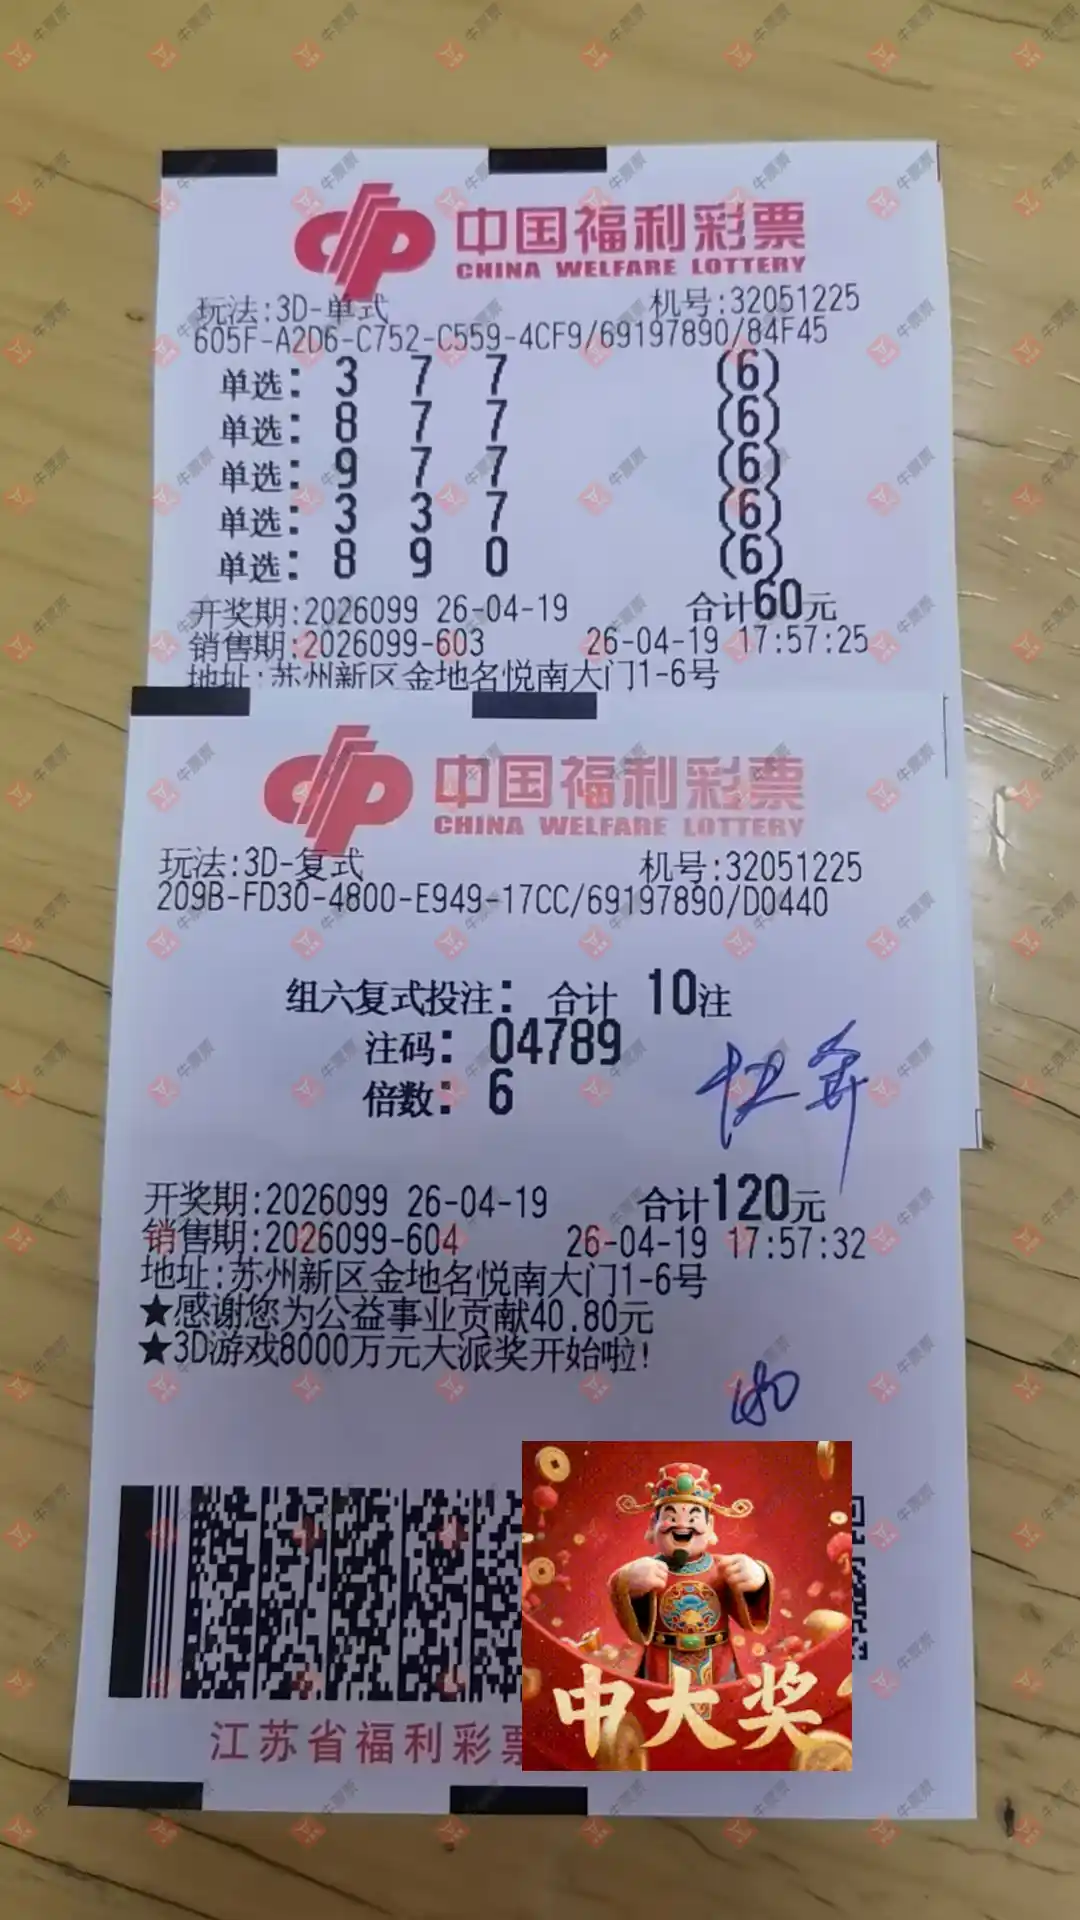 中国福利彩票
CHINA WELFARE LOTTERY
玩法:3D-单式 机号:32051225
605F-A2D6-C752-C559-4CF9/69197890/84F45
单选: 3 7 7 (6)
单选: 8 7 7 (6)
单选: 9 7 7 (6)
单选: 3 3 7 (6)
单选: 8 9 0 (6)
开奖期:2026099 26-04-19 合计60元
销售期:2026099-603 26-04-19 17:57:25
地址:苏州新区金地名悦南大门1-6号
中国福利彩票
CHINA WELFARE LOTTERY
玩法:3D-复式 机号:32051225
209B-FD30-4800-E949-17CC/69197890/D0440
组六复式投注: 合计 10注
注码: 04789
倍数: 6
开奖期:2026099 26-04-19 合计120元
销售期:2026099-604 26-04-19 17:57:32
地址:苏州新区金地名悦南大门1-6号
★感谢您为公益事业贡献40.80元
★3D游戏8000万元大派奖开始啦!
180
中大奖
江苏省福利彩票